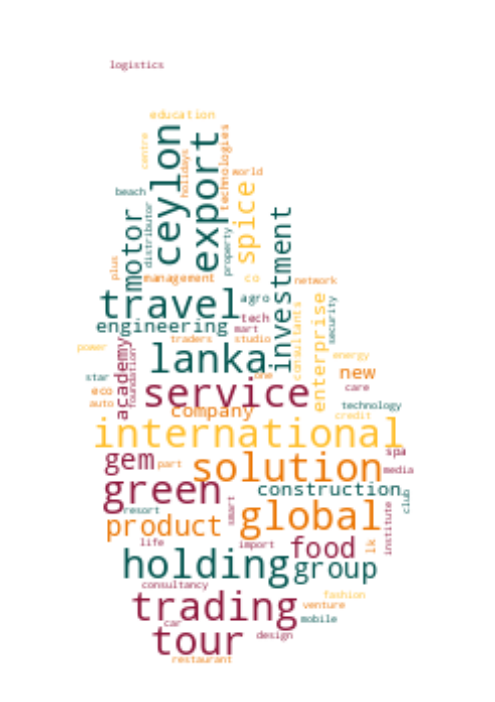 logistics
education
centre
ceylon
export
holidays
technologies
world
beach
distributor
motor
spice
property
investment
plus
management
co
network
travel
agro
engineering
tech
mart
consultants
enterprise
security
power
traders
studio
lanka
energy
academy
foundation
star
one
new
eco
service
care
auto
company
technology
credit
international
gem
part
solution
spa
media
green
construction
club
resort
smart
product
global
institute
life
import
food
lk
holding
group
consultancy
fashion
trading
venture
car
mobile
tour
design
restaurant